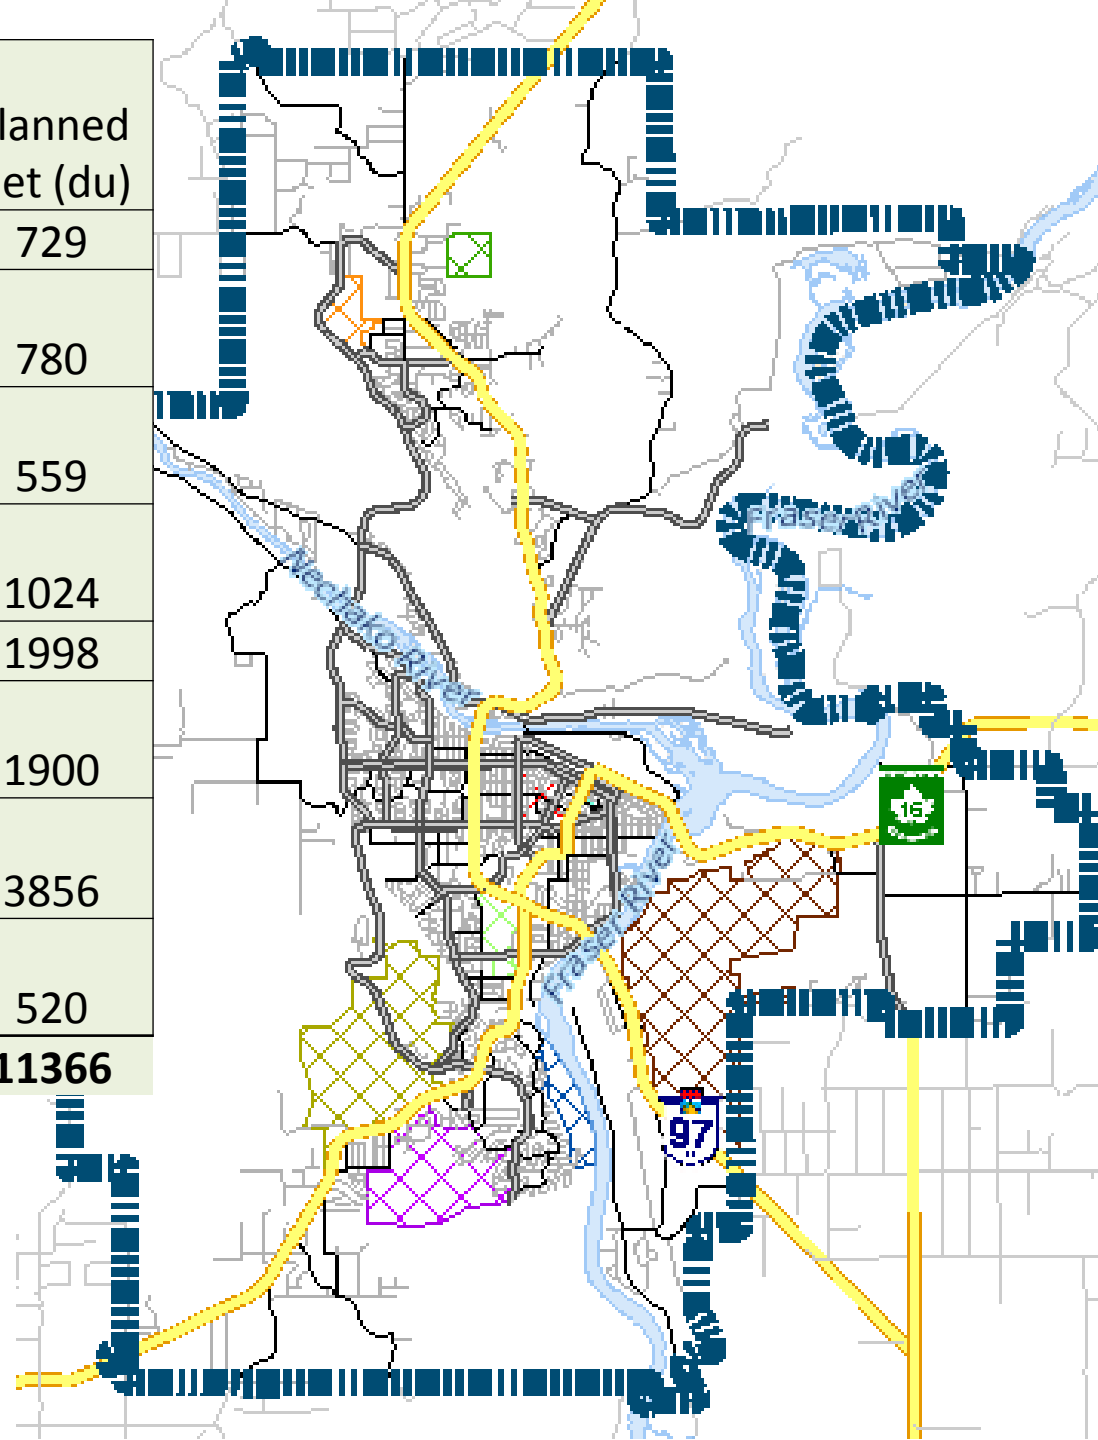 lanned
et (du)
729
780
559
1024
1998
1900
3856
520
11366
Fraser River
Nechako River
16
Fraser River
97